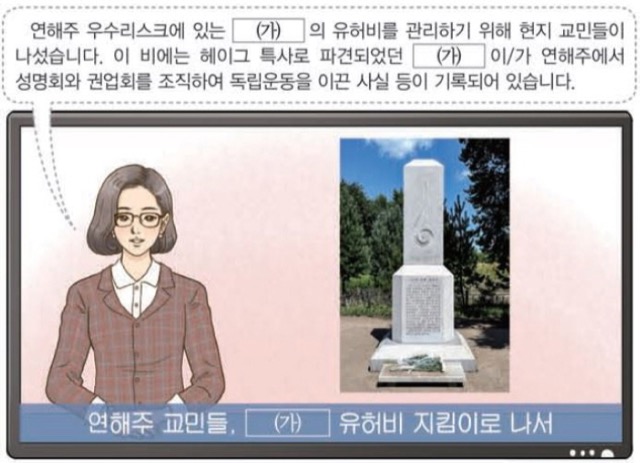 연해주 우수리스크에 있는 (가) 의 유허비를 관리하기 위해 현지 교민들이
나섰습니다. 이 비에는 헤이그 특사로 파견되었던 (가) 이/가 연해주에서
성명회와 권업회를 조직하여 독립운동을 이끈 사실 등이 기록되어 있습니다.
연해주 교민들, (가) 유허비 지킴이로 나서